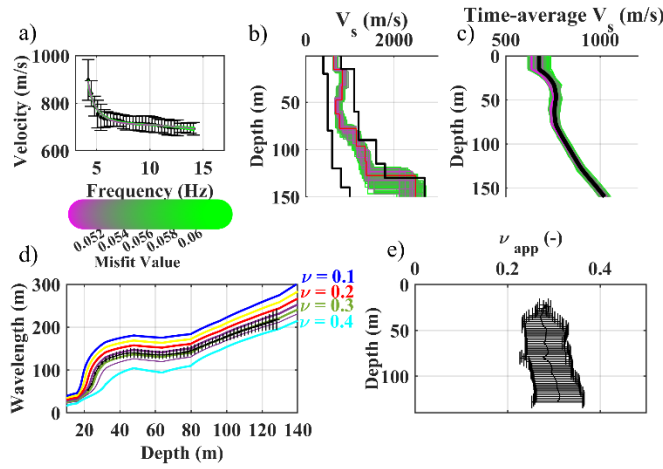 a)
Velocity (m/s)
1000
800
600
5
10
15
Frequency (Hz)
0.052
0.054
0.056
0.058
0.06
Misfit Value
b)
Vs (m/s)
0
2000
Depth (m)
0
50
100
150
c)
Time-average Vs (m/s)
500
1000
Depth (m)
0
50
100
150
d)
Wavelength (m)
300
200
100
0
20
40
60
80
100
120
140
Depth (m)
ν = 0.1
ν = 0.2
ν = 0.3
ν = 0.4
e)
νapp (-)
0
0.2
0.4
Depth (m)
0
50
100